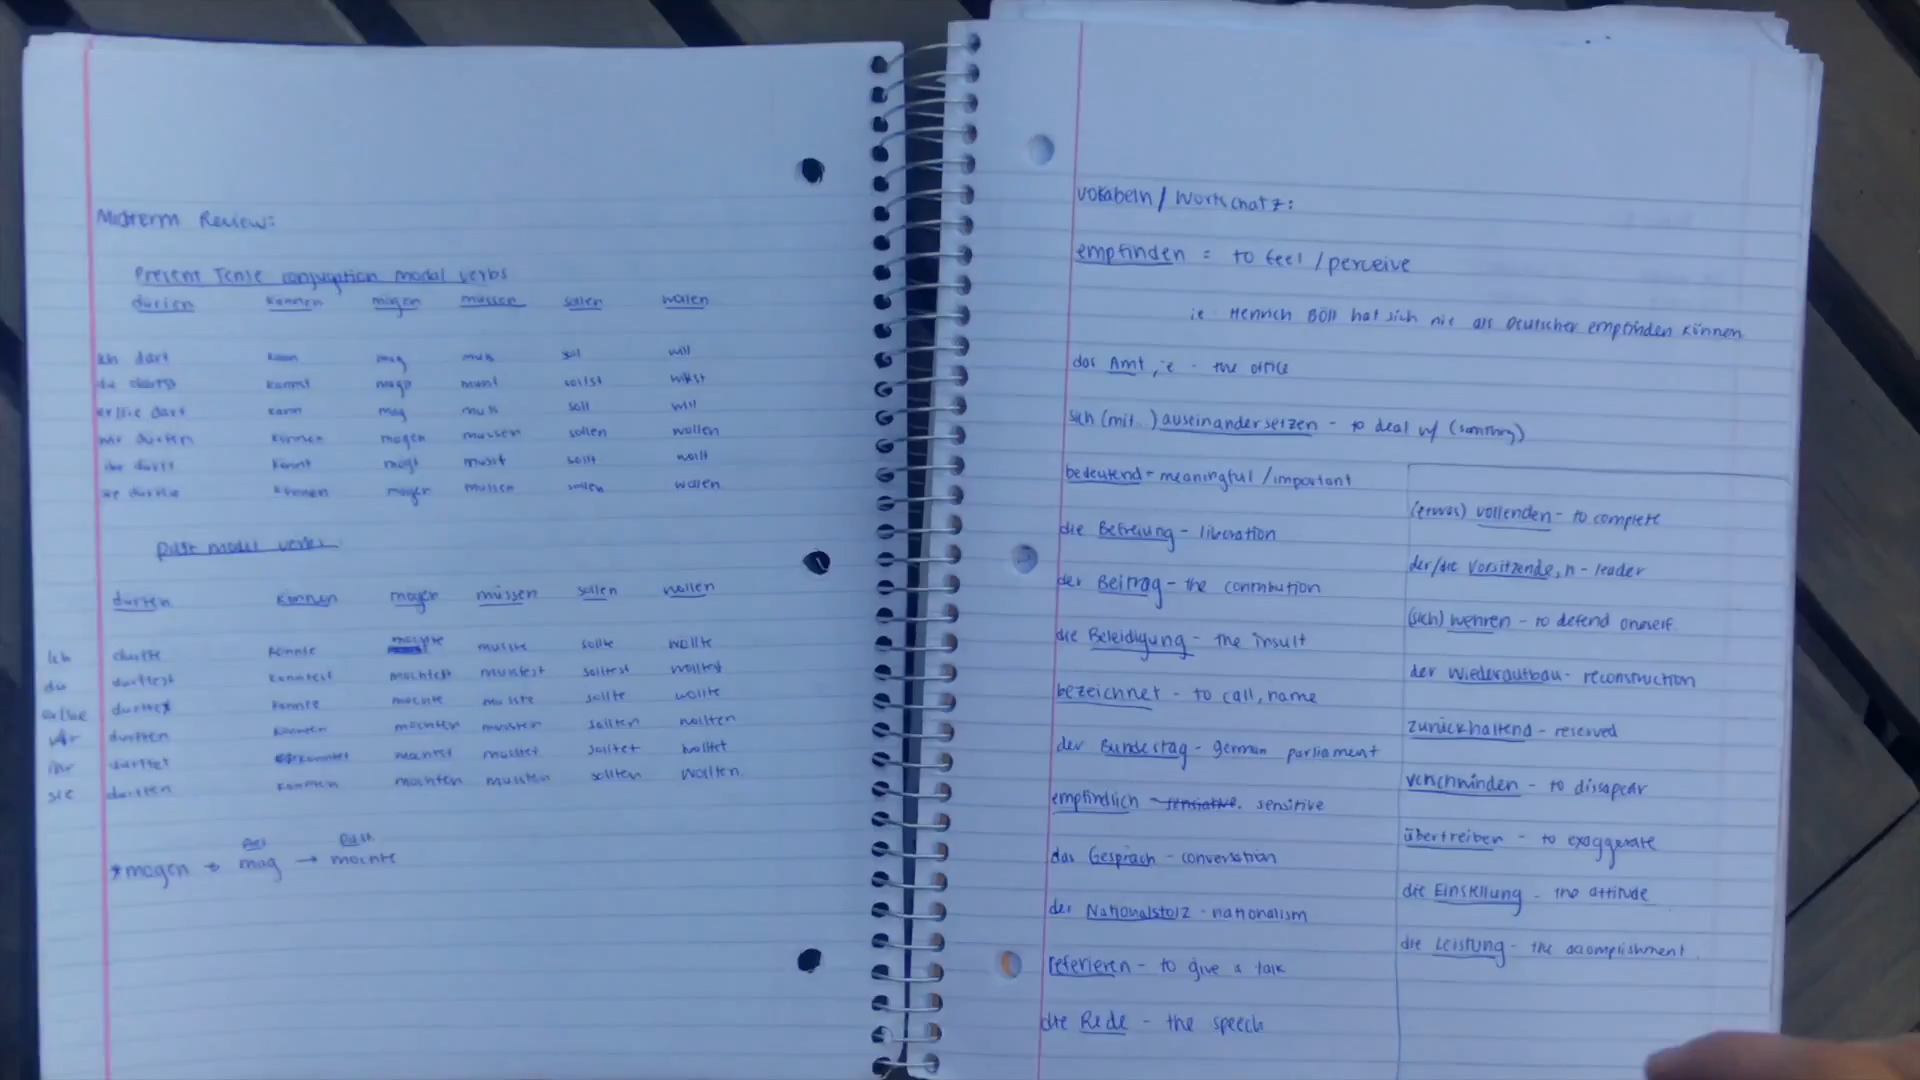 Midterm Review:
Present Tense conjugation modal verbs
dürfen können mögen müssen sollen wollen
ich darf kann mag muss soll will
du darfst kannst magst musst sollst willst
er/sie darf kann mag muss soll will
wir dürfen können mögen müssen sollen wollen
ihr dürft könnt mögt müsst sollt wollt
können mögen müssen sollen wollen
past modal verbs
durfen können mogen müssen sollen wollen
Ich durfte konnte mochte musste sollte wollte
du durftest konntest mochtest musstest solltest wolltest
er/sie konnte mochte musste sollte wollte
wir durften konnten mochten mussten sollten wollten
ihr durftet konntet mochtet musstet solltet wolltet
sie durften konnten mochten mussten sollten wollten
past
*mogen → mag → mochte
Vokabeln / Wortschatz:
empfinden = to feel / perceive
ie Henrich Böll hat sich nie als Deutscher empfinden können
das Amt, -e - the office
sich (mit..) auseinandersetzen - to deal w/
bedeutend = meaningful / important
die Befreiung - liberation
der Beitrag - the contribution
die Beleidigung - the insult
bezeichnet - to call, name
der Bundestag - german parliament
empfindlich - sensitive
das Gespräch - conversation
der Nationalstolz - nationalism
referieren - to give a talk
die Rede - the speech
(etwas) vollenden - to complete
der/die Vorsitzende, n - leader
(sich) wehren - to defend oneself
der Wiederaufbau - reconstruction
zurückhaltend - reserved
verschwinden - to dissapear
übertreiben - to exaggerate
die Einstellung - the attitude
die Leistung - the accomplishment